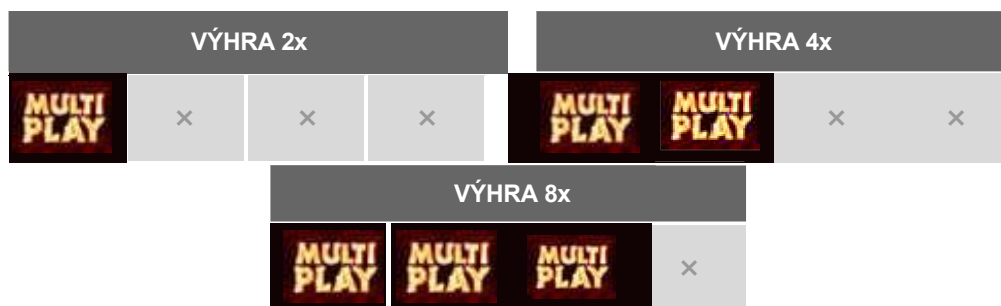 VÝHRA 2x
VÝHRA 4x
MULTI
PLAY
×
×
×
MULTI
PLAY
MULTI
PLAY
×
×
VÝHRA 8x
MULTI
PLAY
MULTI
PLAY
MULTI
PLAY
×